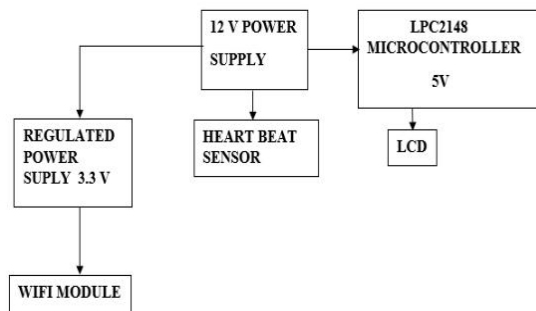 12 V POWER
SUPPLY
LPC2148
MICROCONTROLLER
5V
REGULATED
POWER
SUPLY 3.3 V
HEART BEAT
SENSOR
LCD
WIFI MODULE